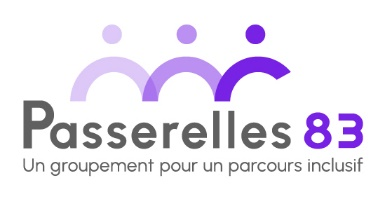 Passerelles 83
Un groupement pour un parcours inclusif